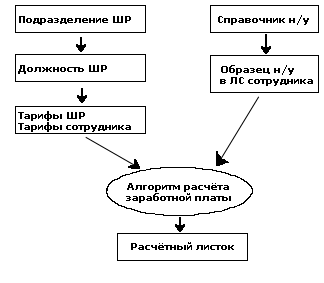 Подразделение ШР
Справочник н/у
Должность ШР
Образец н/у
в ЛС сотрудника
Тарифы ШР
Тарифы сотрудника
Алгоритм расчёта
заработной платы
Расчётный листок